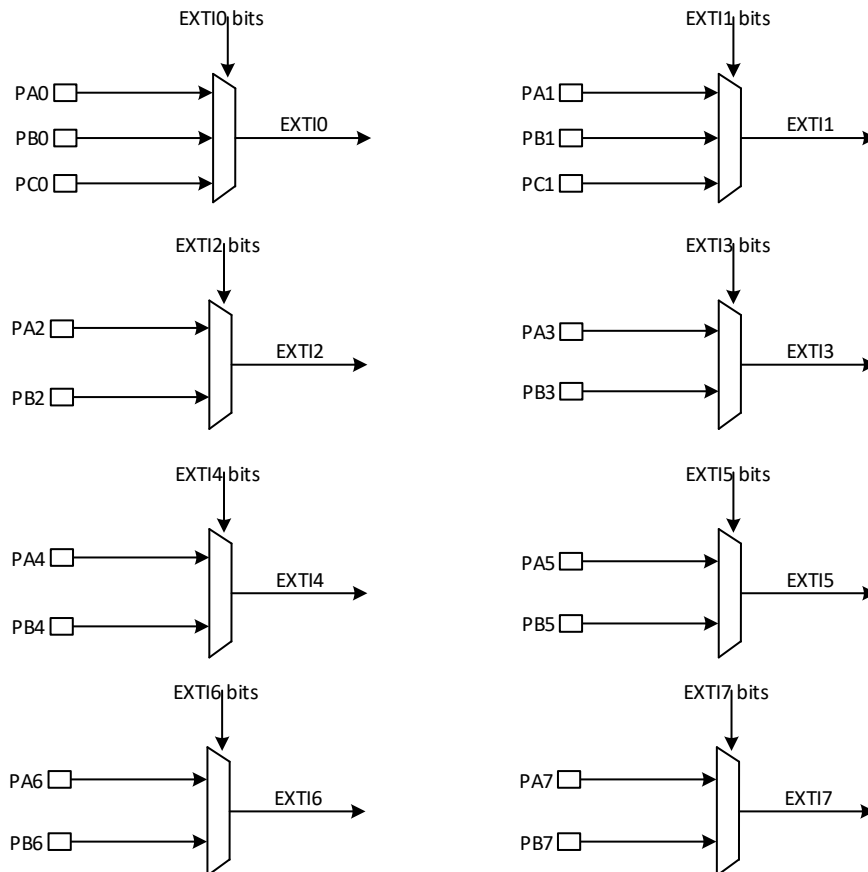 EXTI0 bits
PA0
PB0
EXTI0
PC0
EXTI1 bits
PA1
PB1
EXTI1
PC1
EXTI2 bits
PA2
EXTI2
PB2
EXTI3 bits
PA3
EXTI3
PB3
EXTI4 bits
PA4
EXTI4
PB4
EXTI5 bits
PA5
EXTI5
PB5
EXTI6 bits
PA6
EXTI6
PB6
EXTI7 bits
PA7
EXTI7
PB7